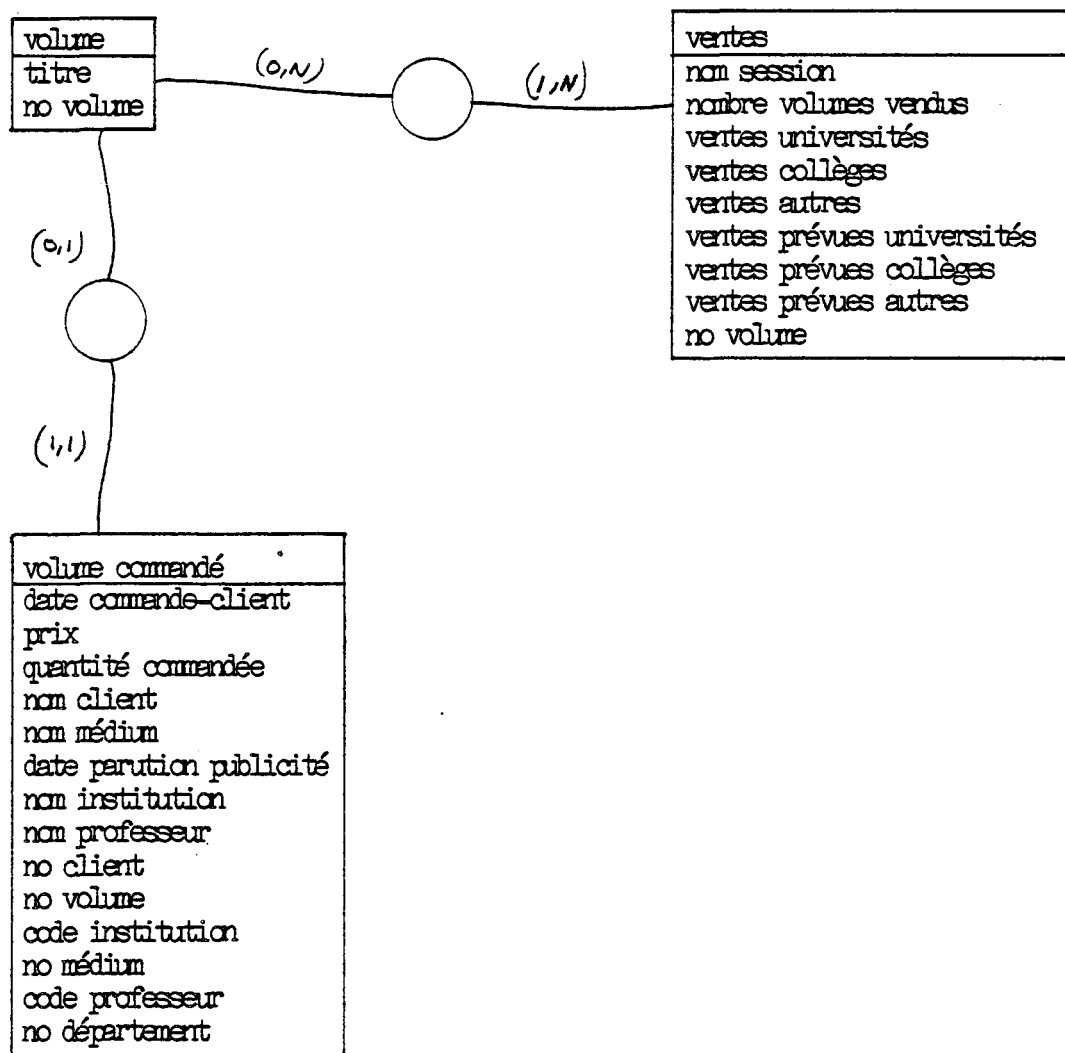 volume
titre
no volume
(0,N)
(1,N)
ventes
nom session
nombre volumes vendus
ventes universités
ventes collèges
ventes autres
ventes prévues universités
ventes prévues collèges
ventes prévues autres
no volume
(0,1)
(1,1)
volume commandé
date commande-client
prix
quantité commandée
nom client
nom médium
date parution publicité
nom institution
nom professeur
no client
no volume
code institution
no médium
code professeur
no département